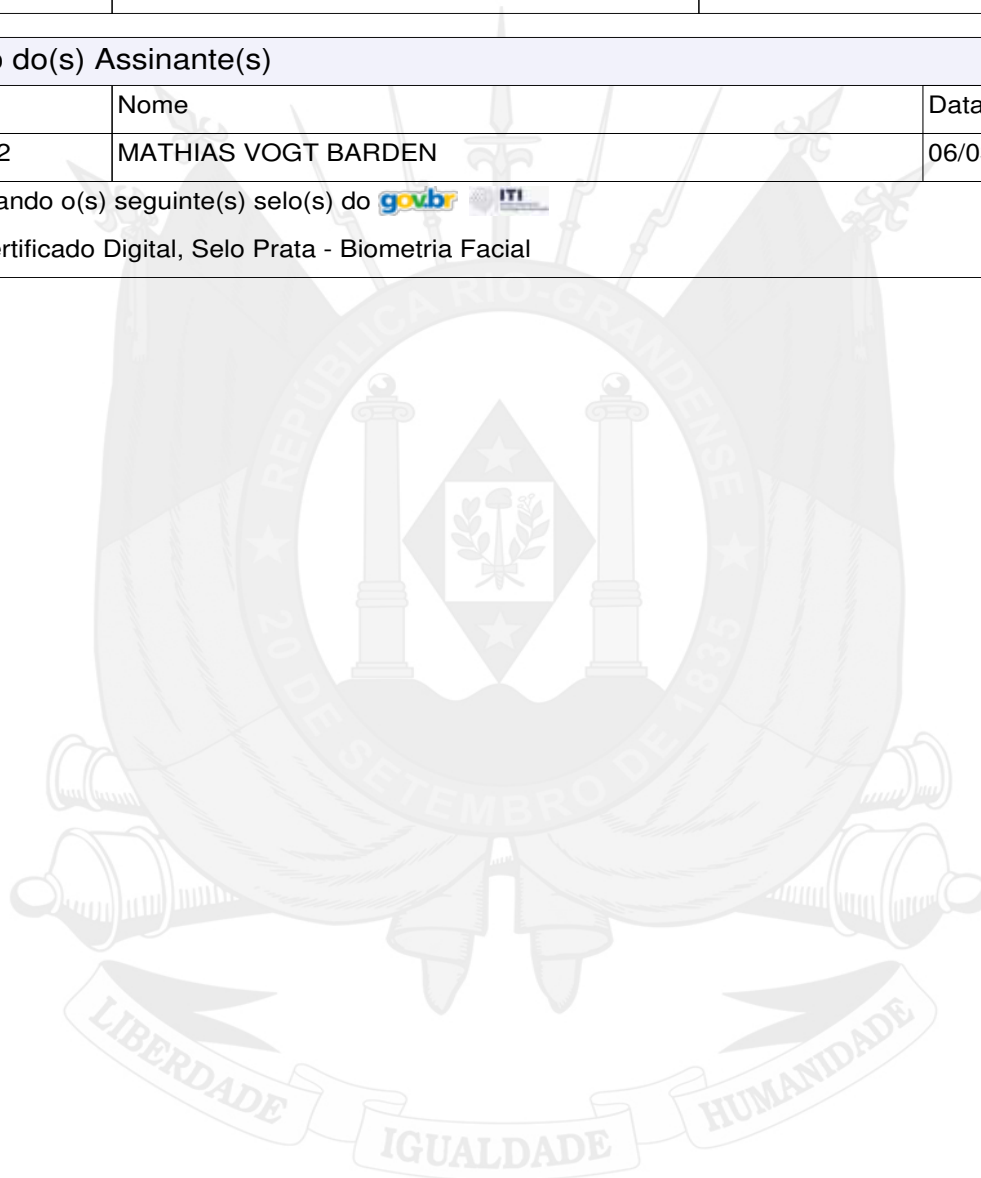 o do(s) Assinante(s)
Nome Data
2 MATHIAS VOGT BARDEN 06/0
ando o(s) seguinte(s) selo(s) do gov.br ITI
ertificado Digital, Selo Prata - Biometria Facial
REPÚBLICA RIO-GRANDENSE
20 DE SETEMBRO DE 1835
LIBERDADE IGUALDADE HUMANIDADE